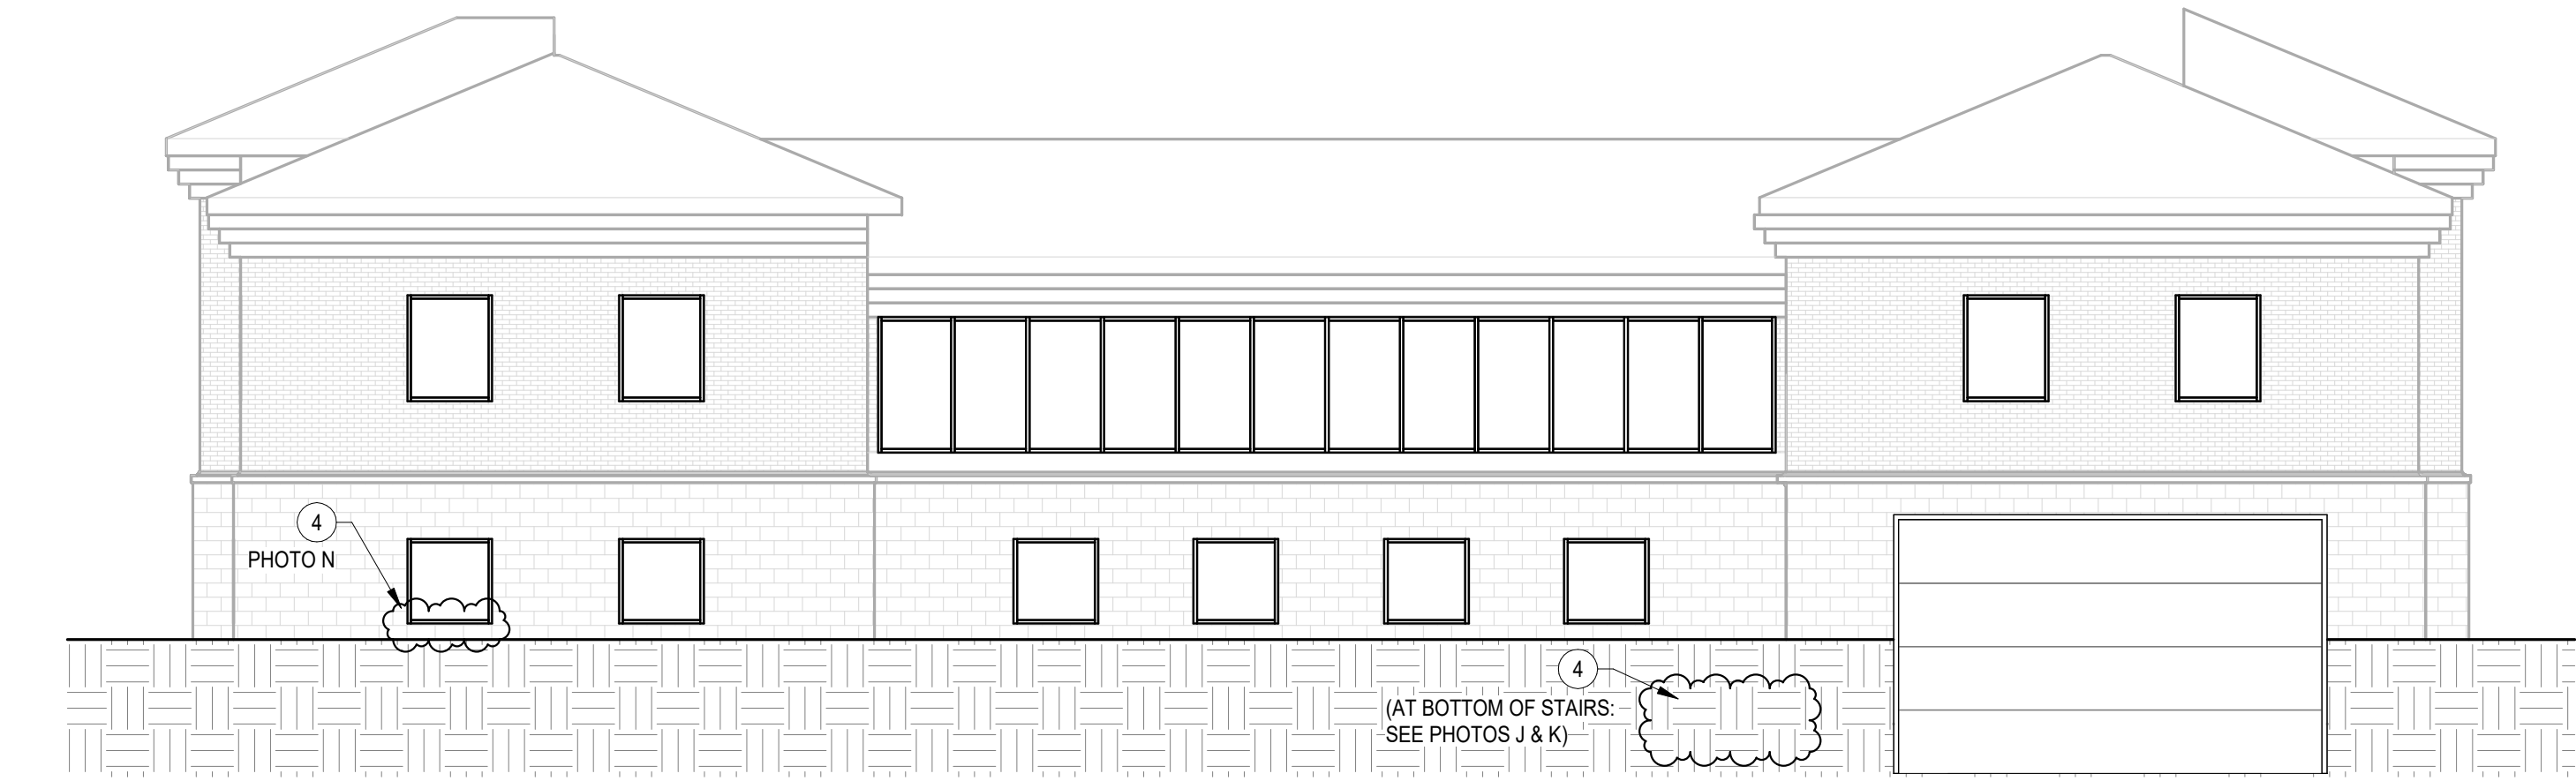 4
PHOTO N
4
(AT BOTTOM OF STAIRS:
SEE PHOTOS J & K)